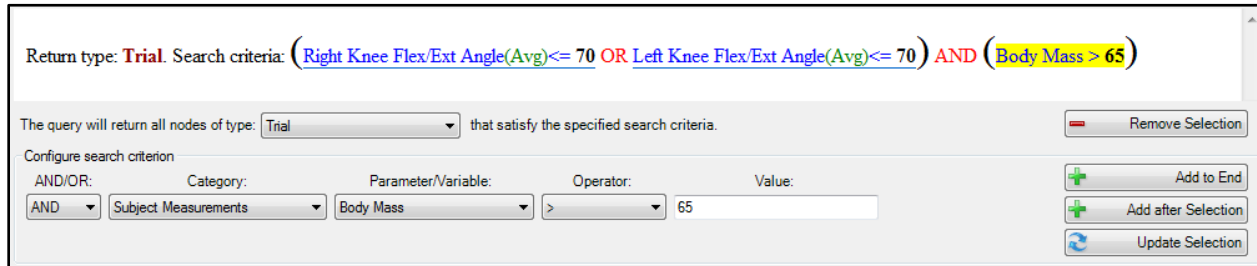 Return type: Trial. Search criteria: (Right Knee Flex/Ext Angle(Avg)<= 70 OR Left Knee Flex/Ext Angle(Avg)<= 70) AND (Body Mass > 65)
The query will return all nodes of type: Trial that satisfy the specified search criteria. Remove Selection
Configure search criterion
AND/OR: Category: Parameter/Variable: Operator: Value: Add to End
AND Subject Measurements Body Mass > 65 Add after Selection
Update Selection